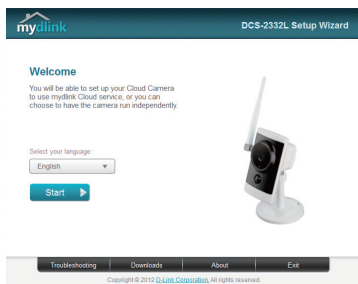 mydlink
DCS-2332L Setup Wizard
Welcome
You will be able to set up your Cloud Camera
to use mydlink Cloud service, or you can
choose to have the camera run independently.
Select your language:
English
Start
Troubleshooting Downloads About Exit
Copyright © 2012 D-Link Corporation. All rights reserved.